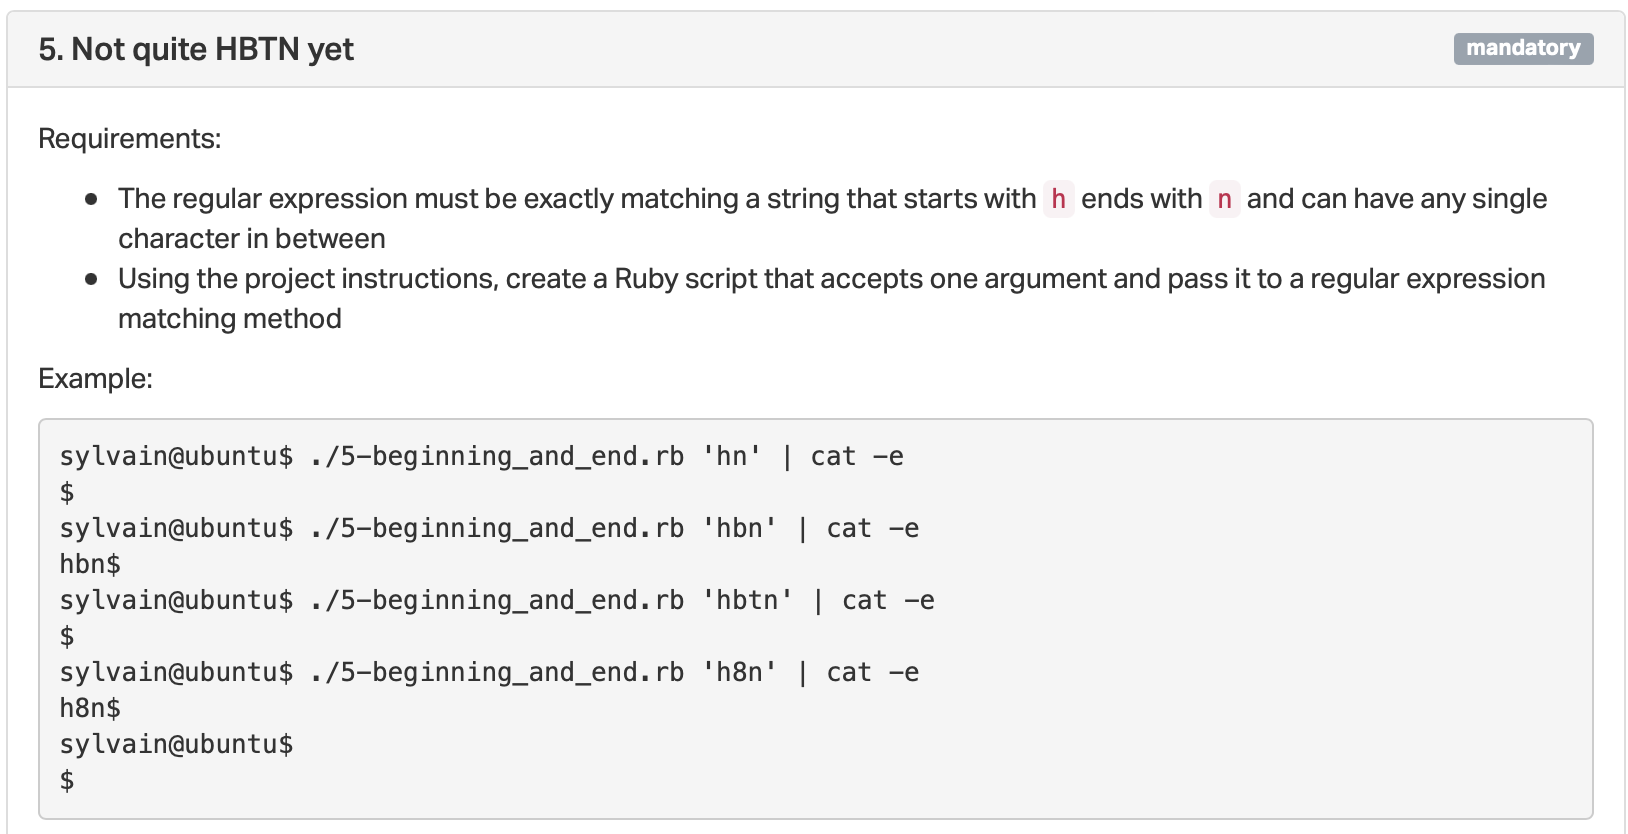 5. Not quite HBTN yet
mandatory
Requirements:
The regular expression must be exactly matching a string that starts with h ends with n and can have any single
character in between
Using the project instructions, create a Ruby script that accepts one argument and pass it to a regular expression
matching method
Example:
sylvain@ubuntu$ ./5-beginning_and_end.rb 'hn' | cat -e
$
sylvain@ubuntu$ ./5-beginning_and_end.rb 'hbn' | cat -e
hbn$
sylvain@ubuntu$ ./5-beginning_and_end.rb 'hbtn' | cat -e
$
sylvain@ubuntu$ ./5-beginning_and_end.rb 'h8n' | cat -e
h8n$
sylvain@ubuntu$
$